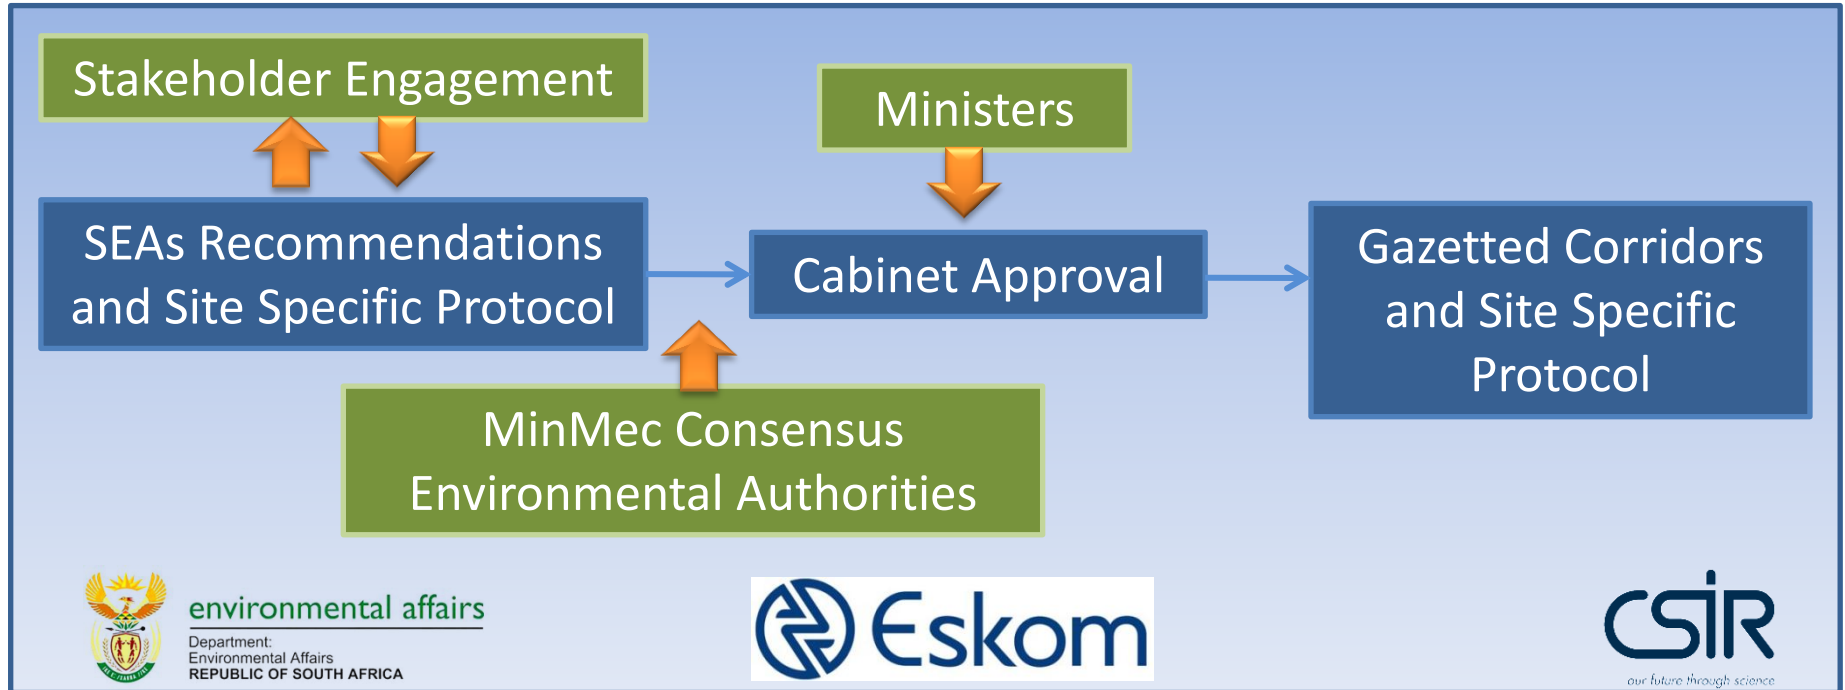 Stakeholder Engagement
Ministers
SEAs Recommendations
and Site Specific Protocol
Cabinet Approval
Gazetted Corridors
and Site Specific
Protocol
MinMec Consensus
Environmental Authorities
environmental affairs
Department:
Environmental Affairs
REPUBLIC OF SOUTH AFRICA
Eskom
CSIR
our future through science